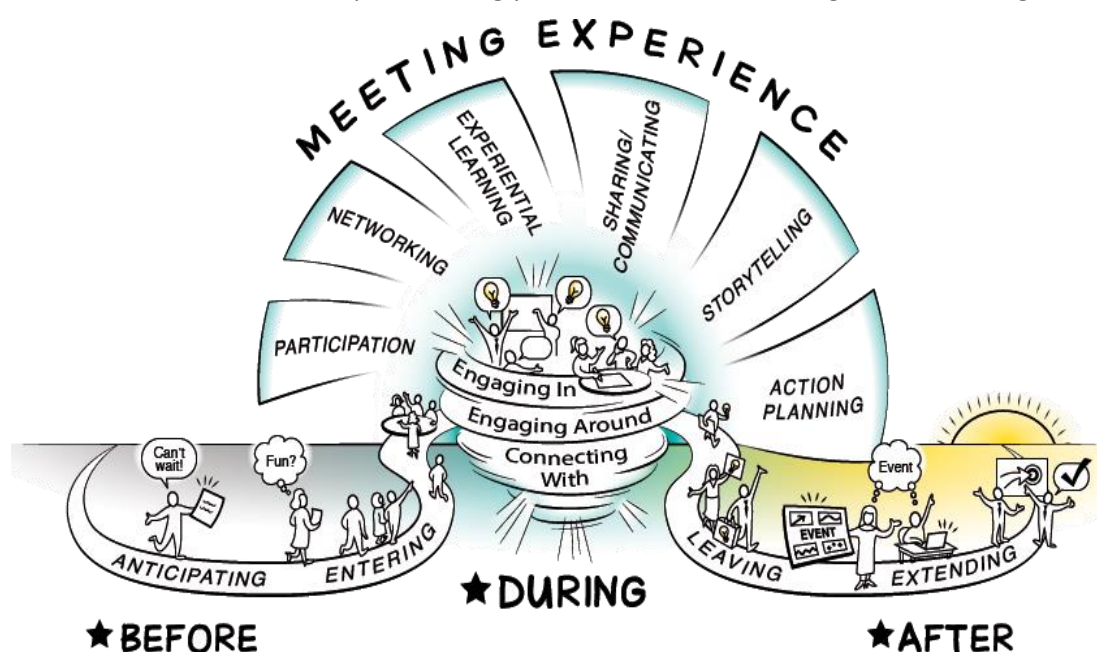 MEETING EXPERIENCE
PARTICIPATION
NETWORKING
EXPERIENTIAL
LEARNING
SHARING/
COMMUNICATING
STORYTELLING
ACTION
PLANNING
Engaging In
Engaging Around
Connecting
With
Can't
wait!
Fun?
ANTICIPATING
ENTERING
EVENT
Event
LEAVING
EXTENDING
★BEFORE
★DURING
★AFTER